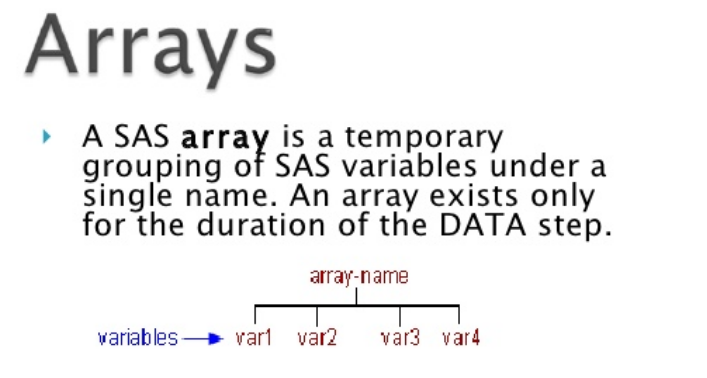 Arrays
A SAS array is a temporary
grouping of SAS variables under a
single name. An array exists only
for the duration of the DATA step.
array-name
variables var1 var2 var3 var4